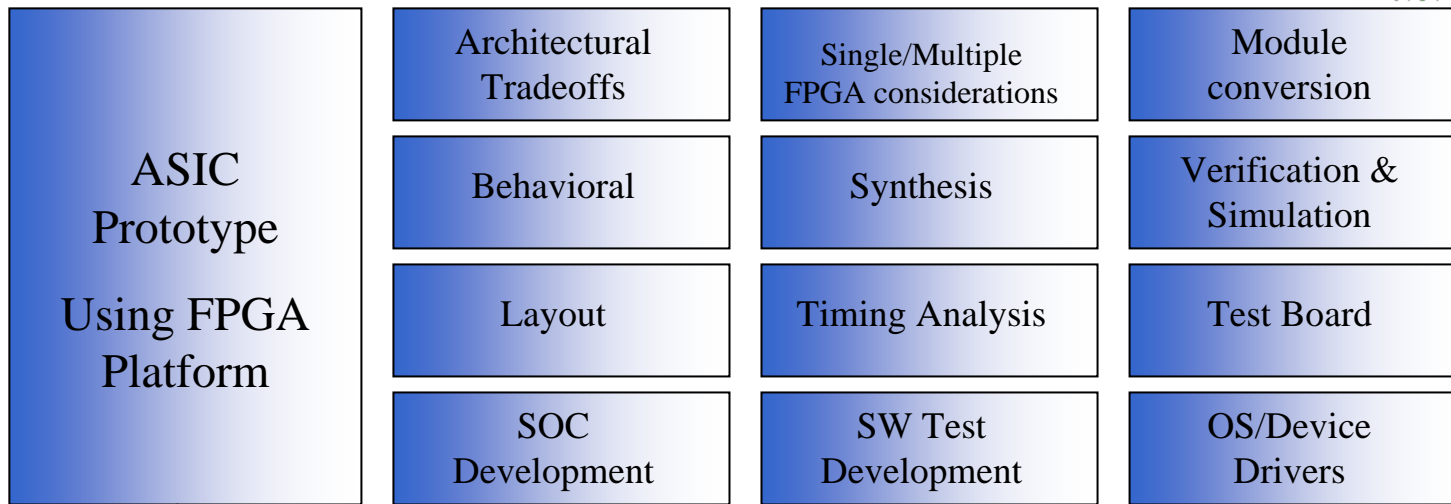 ASIC
Prototype
Using FPGA
Platform
Architectural
Tradeoffs
Single/Multiple
FPGA considerations
Module
conversion
Behavioral
Synthesis
Verification &
Simulation
Layout
Timing Analysis
Test Board
SOC
Development
SW Test
Development
OS/Device
Drivers